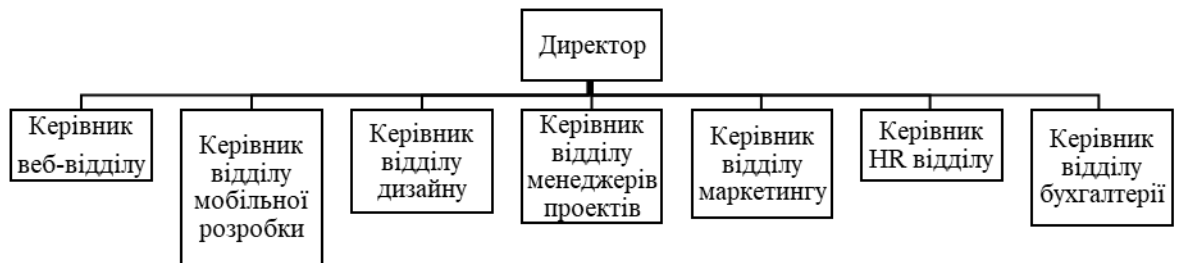 Директор
Керівник
веб-відділу
Керівник
відділу
мобільної
розробки
Керівник
відділу
дизайну
Керівник
відділу
менеджерів
проектів
Керівник
відділу
маркетингу
Керівник
HR відділу
Керівник
відділу
бухгалтерії